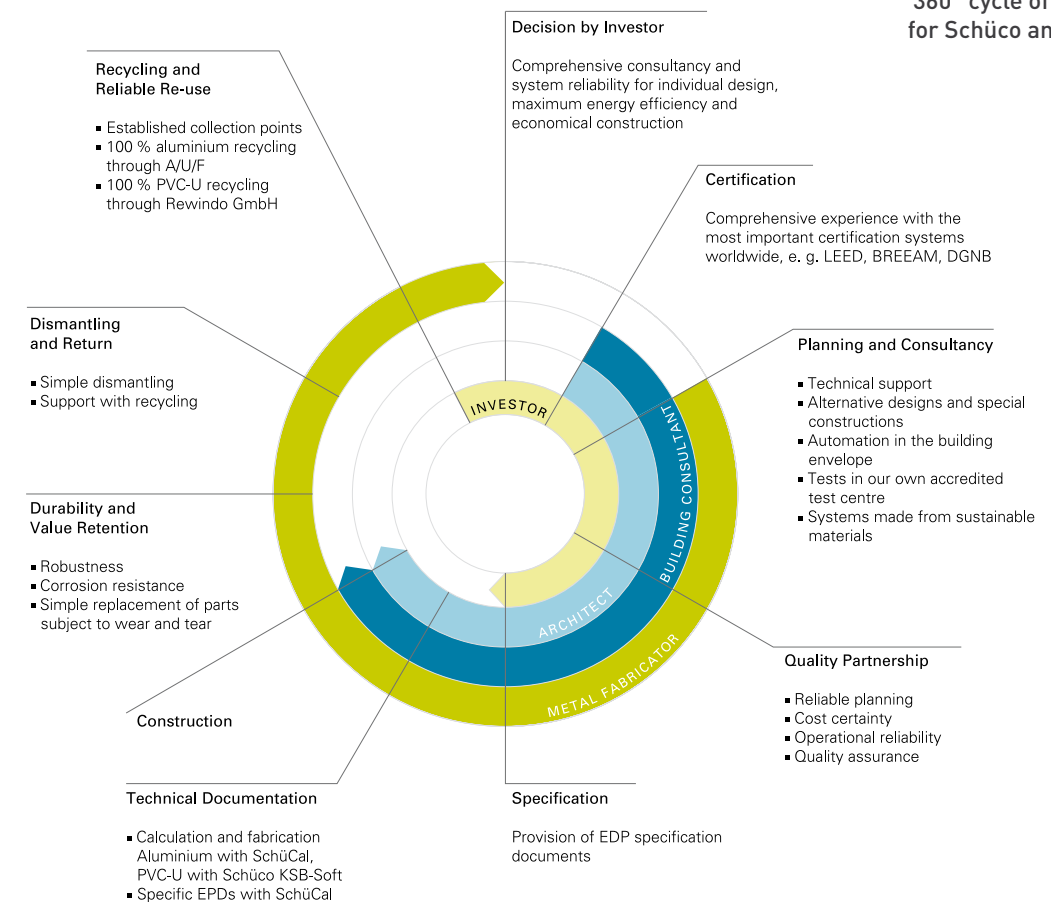 360° cycle of
for Schüco an
Decision by Investor
Comprehensive consultancy and
system reliability for individual design,
maximum energy efficiency and
economical construction
Recycling and
Reliable Re-use
▪ Established collection points
▪ 100 % aluminium recycling
through A/U/F
▪ 100 % PVC-U recycling
through Rewindo GmbH
Certification
Comprehensive experience with the
most important certification systems
worldwide, e. g. LEED, BREEAM, DGNB
Dismantling
and Return
▪ Simple dismantling
▪ Support with recycling
Planning and Consultancy
▪ Technical support
▪ Alternative designs and special
constructions
▪ Automation in the building
envelope
▪ Tests in our own accredited
test centre
▪ Systems made from sustainable
materials
INVESTOR
BUILDING CONSULTANT
ARCHITECT
METAL FABRICATOR
Durability and
Value Retention
▪ Robustness
▪ Corrosion resistance
▪ Simple replacement of parts
subject to wear and tear
Quality Partnership
▪ Reliable planning
▪ Cost certainty
▪ Operational reliability
▪ Quality assurance
Construction
Technical Documentation
▪ Calculation and fabrication
Aluminium with SchüCal,
PVC-U with Schüco KSB-Soft
▪ Specific EPDs with SchüCal
Specification
Provision of EDP specification
documents